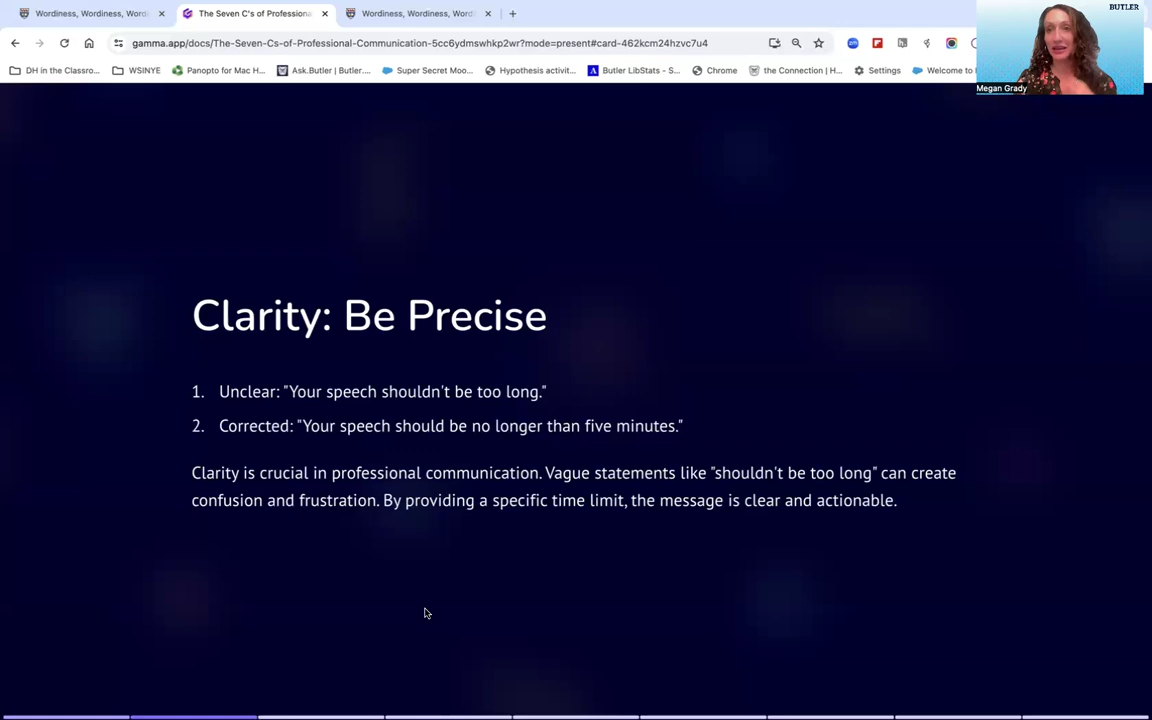 Wordiness, Wordiness, Word
The Seven C's of Professiona
Wordiness, Wordiness, Word
BUTLER
gamma.app/docs/The-Seven-Cs-of-Professional-Communication-5cc6ydmswhkp2wr?mode=present#card-462kcm24hzvc7u4
DH in the Classro...
WSINYE
Panopto for Mac H...
Ask.Butler | Butler....
Super Secret Moo...
Hypothesis activit...
Butler LibStats - S...
Chrome
the Connection | H...
Settings
Welcome to
Megan Grady
Clarity: Be Precise
1. Unclear: "Your speech shouldn't be too long."
2. Corrected: "Your speech should be no longer than five minutes."
Clarity is crucial in professional communication. Vague statements like "shouldn't be too long" can create
confusion and frustration. By providing a specific time limit, the message is clear and actionable.